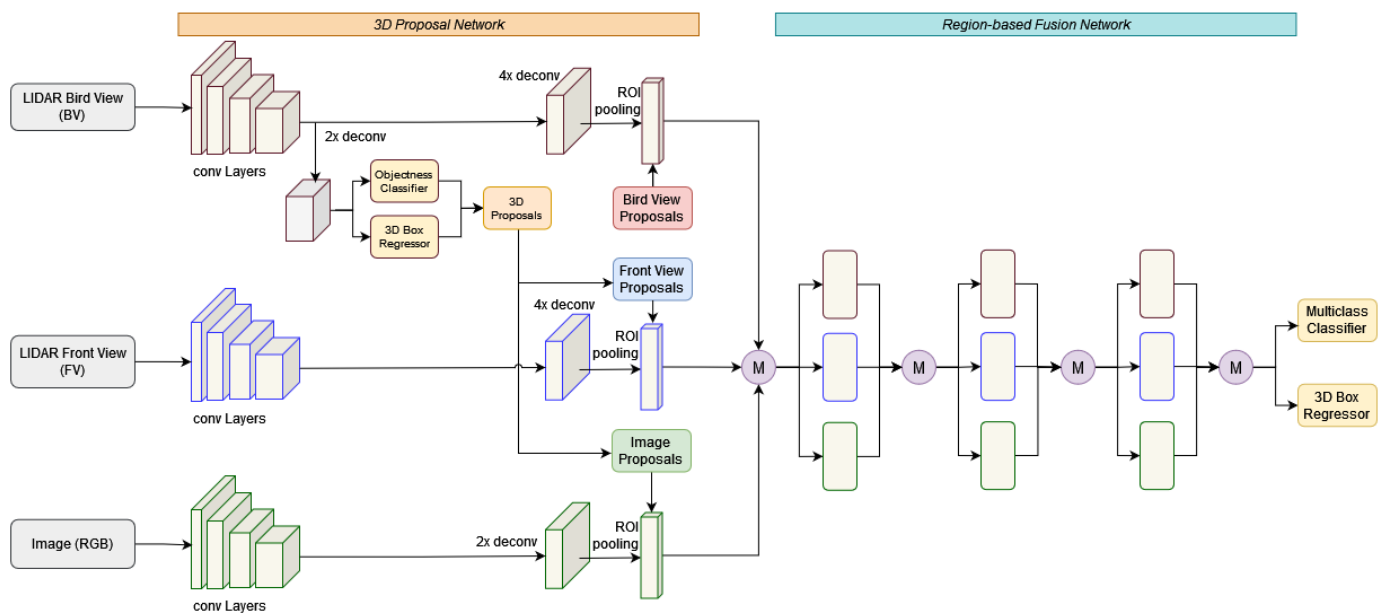 3D Proposal Network
Region-based Fusion Network
LIDAR Bird View
(BV)
conv Layers
2x deconv
4x deconv
ROI
pooling
Objectness
Classifier
3D Box
Regressor
3D
Proposals
Bird View
Proposals
LIDAR Front View
(FV)
conv Layers
4x deconv
Front View
Proposals
ROI
pooling
Image
Proposals
Image (RGB)
conv Layers
2x deconv
ROI
pooling
M
M
M
M
Multiclass
Classifier
3D Box
Regressor